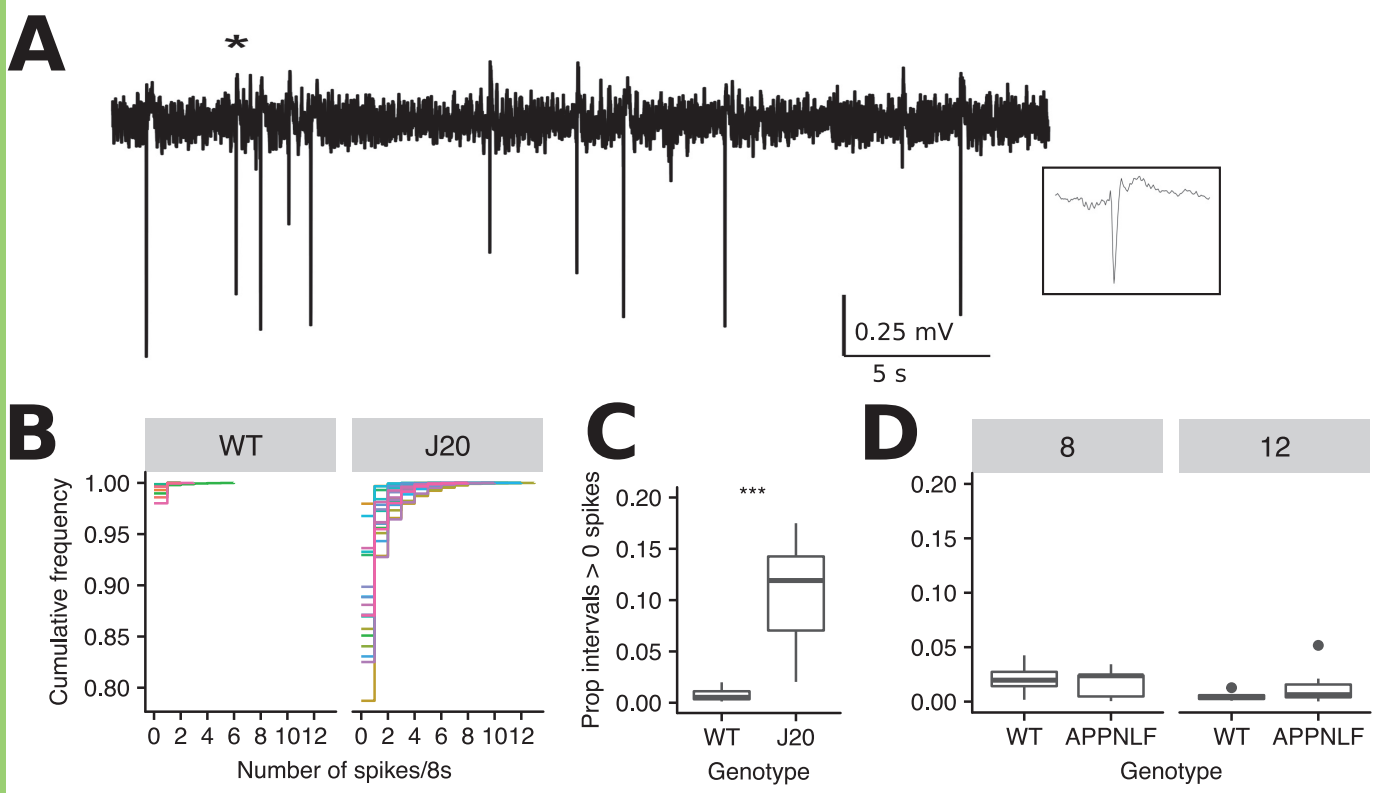 A
*
0.25 mV
5 s
B
WT
J20
Cumulative frequency
1.00
0.95
0.90
0.85
0.80
0 2 4 6 8 10 12
0 2 4 6 8 10 12
Number of spikes/8s
C
Prop intervals > 0 spikes
***
0.20
0.15
0.10
0.05
0.00
WT J20
Genotype
D
8
12
0.20
0.15
0.10
0.05
0.00
WT APPNLF
WT APPNLF
Genotype